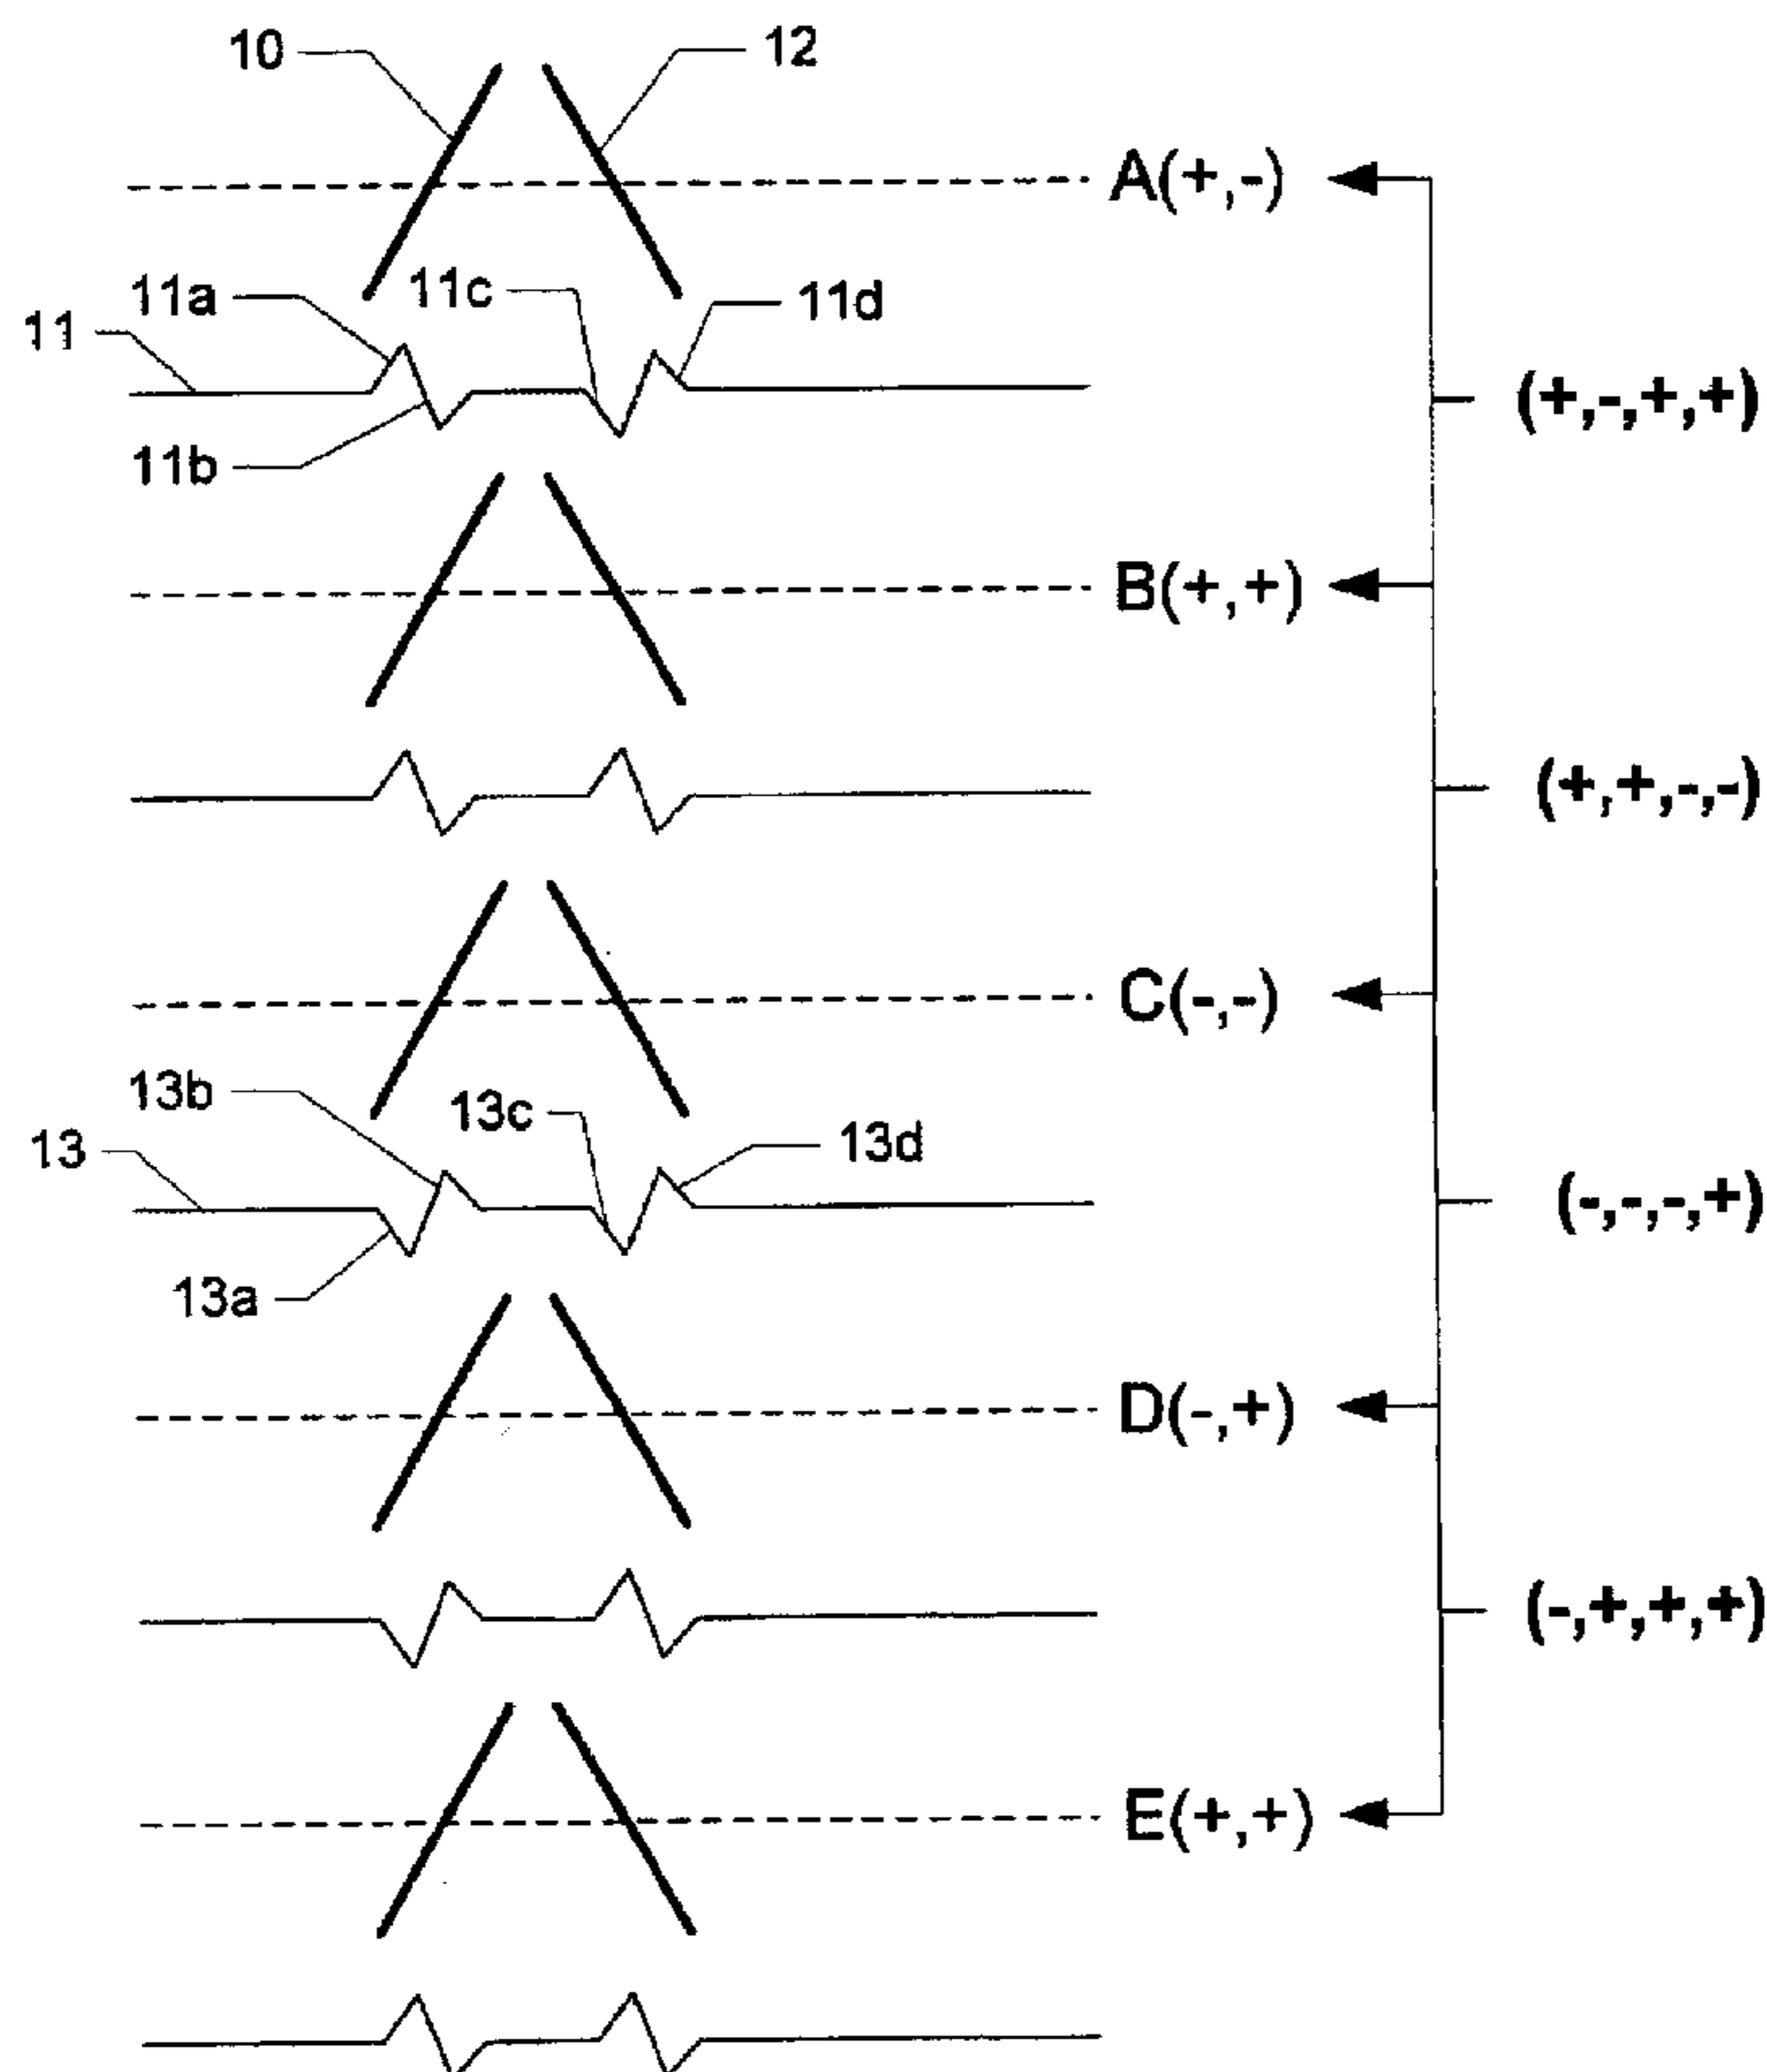 10
12
A(+,-)
11a
11c
11d
11
(+,-,+,+)
11b
B(+,+)
(+,+,-,-)
C(-,-)
13b
13c
13d
13
(-,-,-,+)
13a
D(-,+)
(-,+,+,+)
E(+,+)